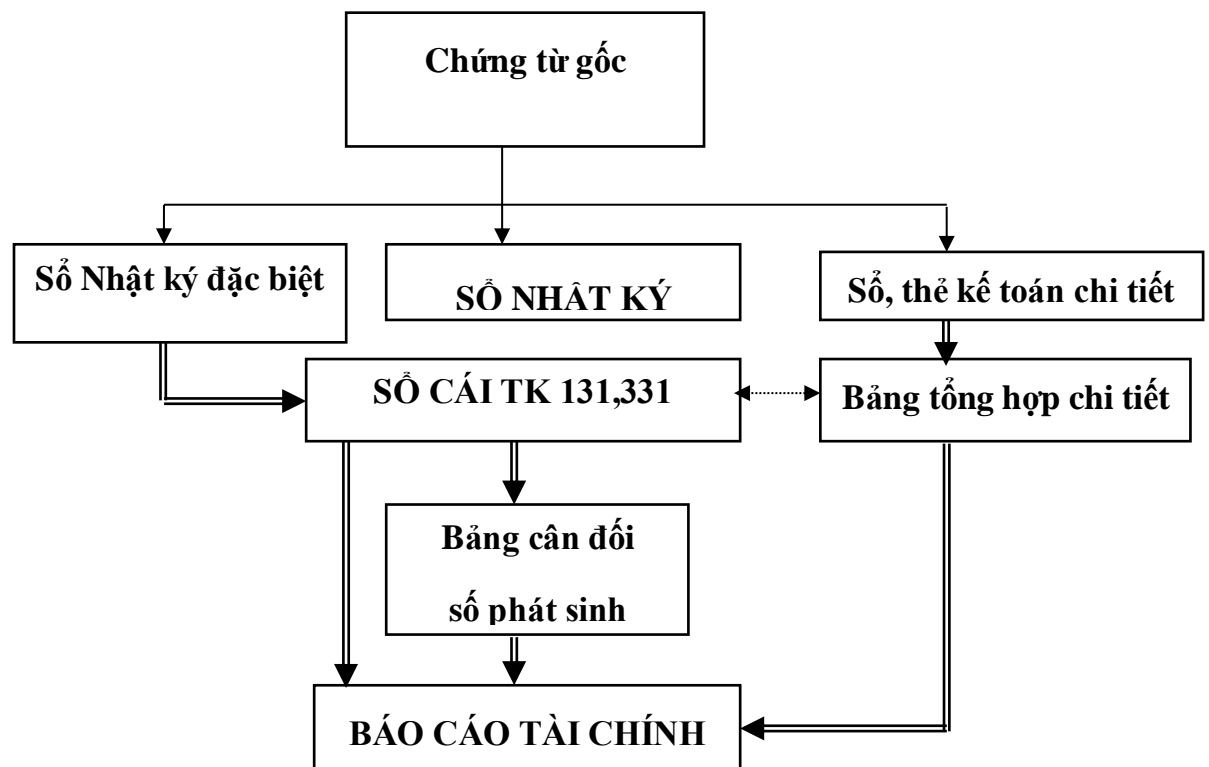 Chứng từ gốc
Sổ Nhật ký đặc biệt
SỔ NHẬT KÝ
Sổ, thẻ kế toán chi tiết
SỔ CÁI TK 131,331
Bảng tổng hợp chi tiết
Bảng cân đối
số phát sinh
BÁO CÁO TÀI CHÍNH